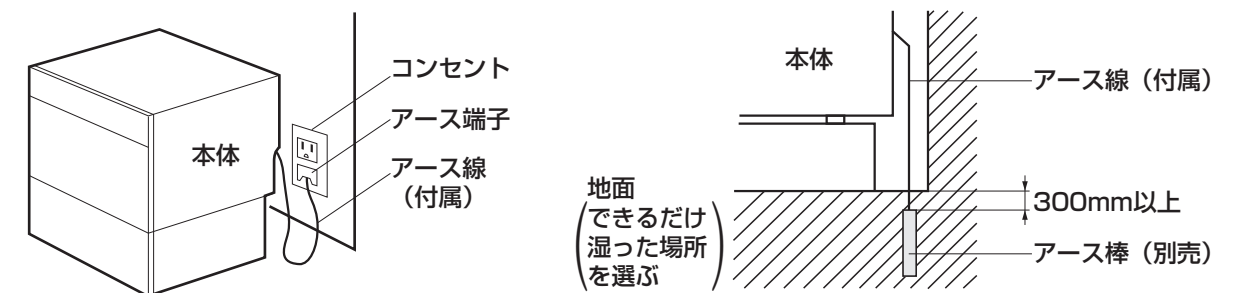 本体
コンセント
アース端子
アース線
（付属）
本体
アース線（付属）
地面
できるだけ
湿った場所
を選ぶ
300mm以上
アース棒（別売）